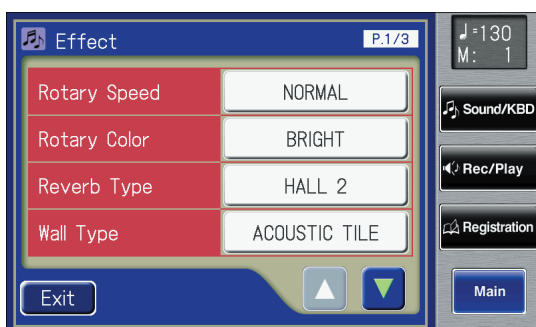 Effect P.1/3
Rotary Speed NORMAL
Rotary Color BRIGHT
Reverb Type HALL 2
Wall Type ACOUSTIC TILE
Exit
♩=130
M: 1
Sound/KBD
Rec/Play
Registration
Main